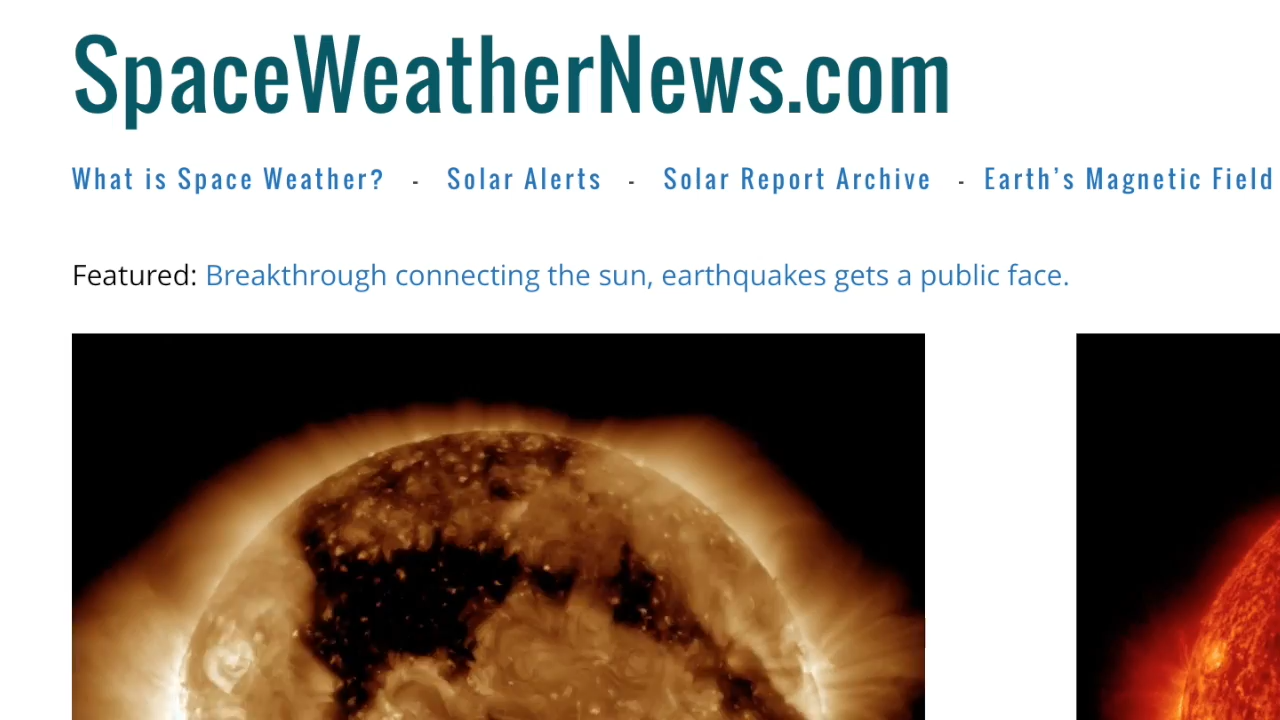 SpaceWeatherNews.com
What is Space Weather? - Solar Alerts - Solar Report Archive - Earth’s Magnetic Field
Featured: Breakthrough connecting the sun, earthquakes gets a public face.